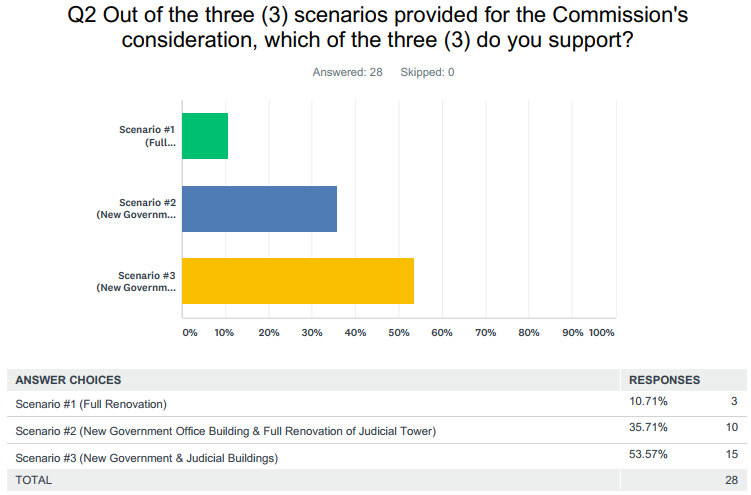 Q2 Out of the three (3) scenarios provided for the Commission's
consideration, which of the three (3) do you support?
Answered: 28 Skipped: 0
Scenario #1
(Full...
Scenario #2
(New Governm...
Scenario #3
(New Governm...
0% 10% 20% 30% 40% 50% 60% 70% 80% 90% 100%
ANSWER CHOICES RESPONSES
Scenario #1 (Full Renovation) 10.71% 3
Scenario #2 (New Government Office Building & Full Renovation of Judicial Tower) 35.71% 10
Scenario #3 (New Government & Judicial Buildings) 53.57% 15
TOTAL 28